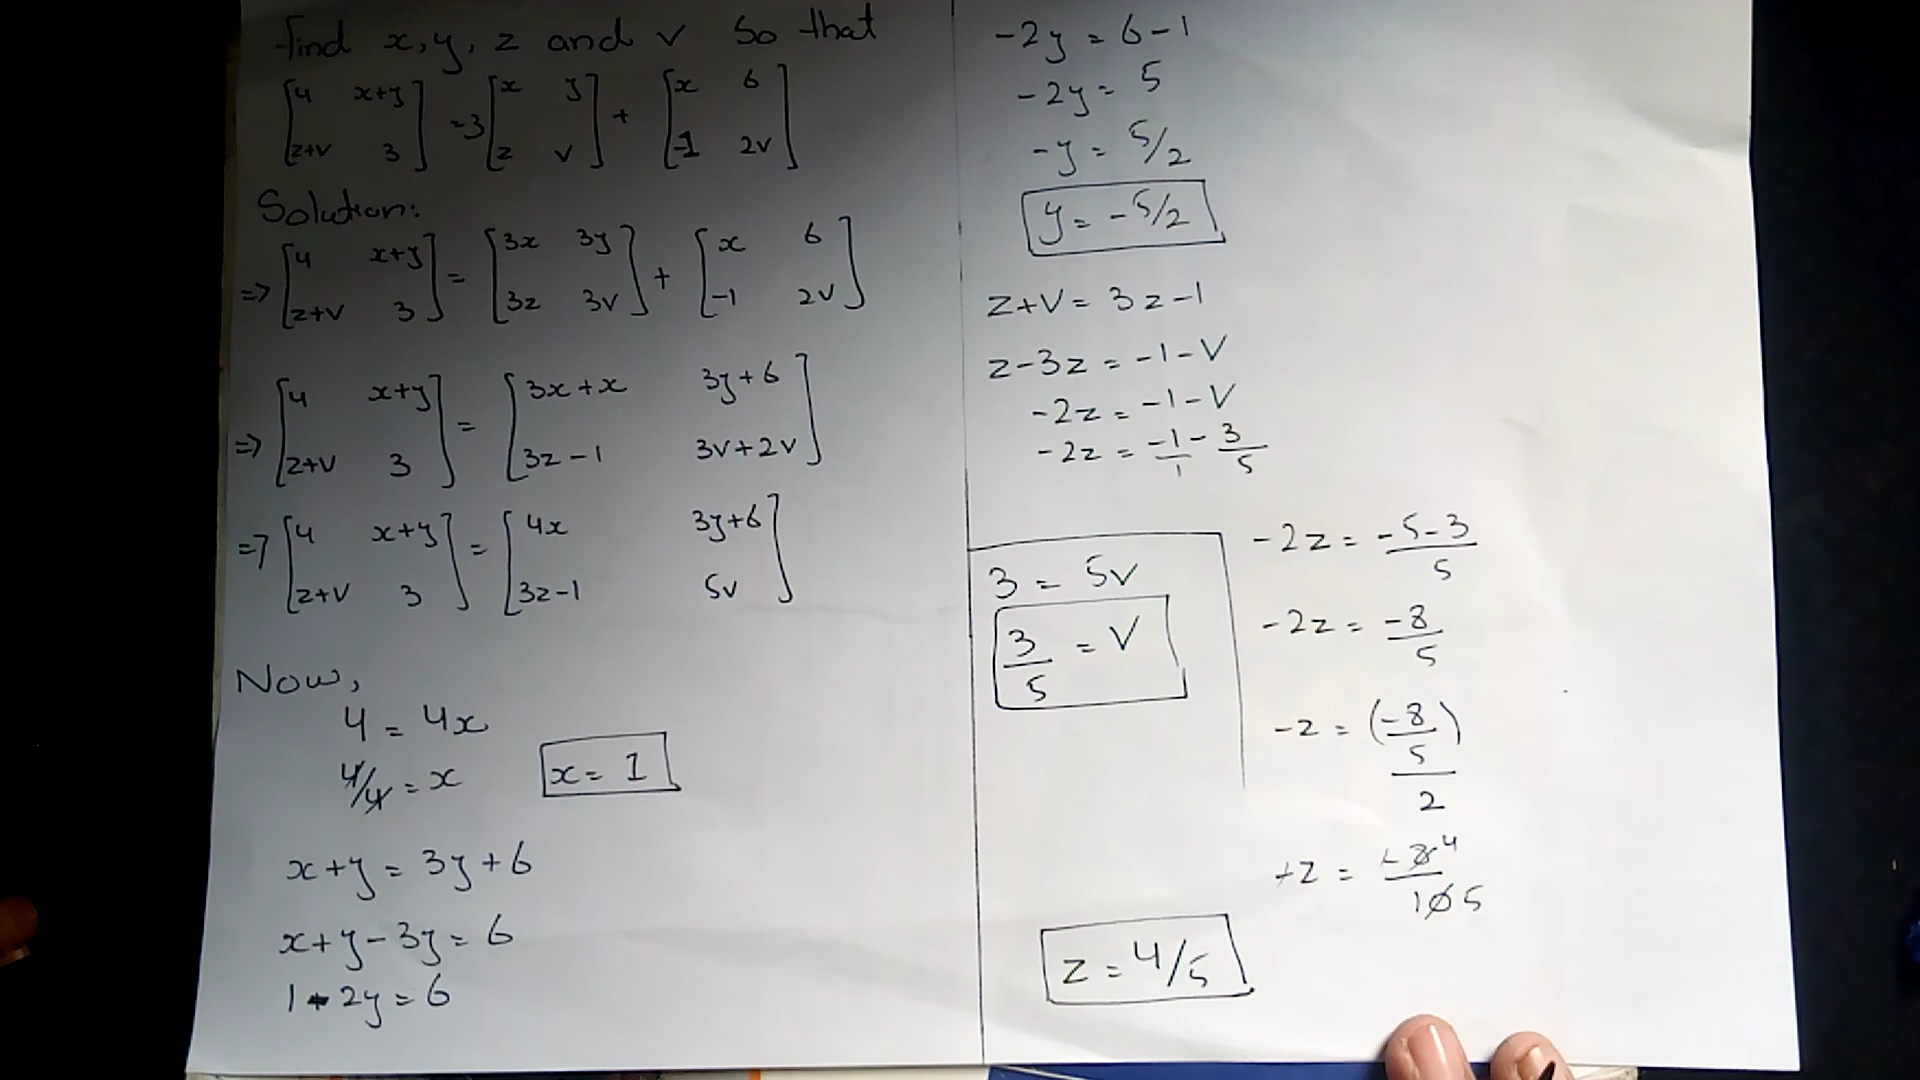 find x, y, z and v so that
[4 x+y / z+v 3] = 3 [x y / z v] + [x 6 / -1 2v]
Solution:
=> [4 x+y / z+v 3] = [3x 3y / 3z 3v] + [x 6 / -1 2v]
=> [4 x+y / z+v 3] = [3x+x 3y+6 / 3z-1 3v+2v]
=> [4 x+y / z+v 3] = [4x 3y+6 / 3z-1 5v]
Now,
4 = 4x
4/4 = x
x = 1
x+y = 3y+6
x+y-3y = 6
1-2y = 6
-2y = 6-1
-2y = 5
-y = 5/2
y = -5/2
z+v = 3z-1
z-3z = -1-v
-2z = -1-v
-2z = -1/1 - 3/5
3 = 5v
3/5 = v
-2z = -5-3/5
-2z = -8/5
-z = (-8/5)/2
+z = +8 4/10 5
z = 4/5